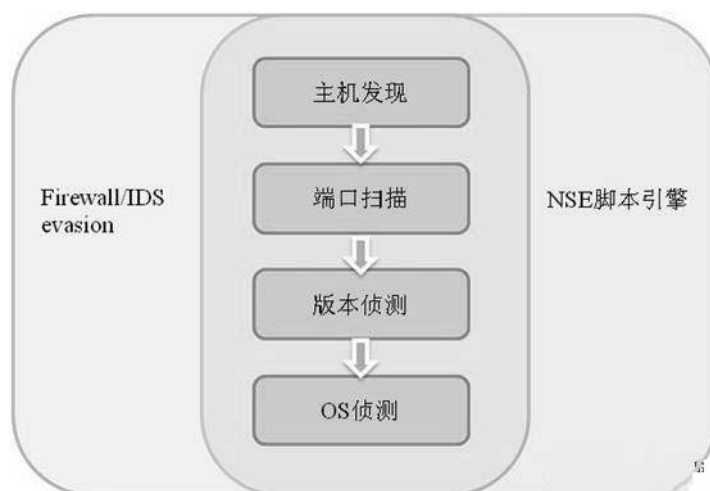 主机发现
Firewall/IDS
evasion
端口扫描
NSE脚本引擎
版本侦测
OS侦测